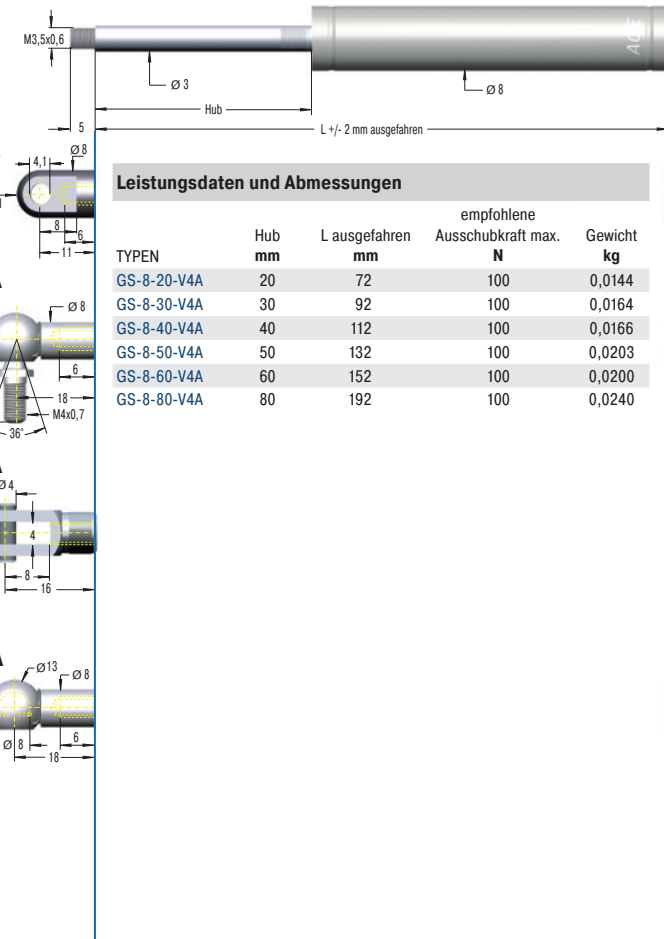 M3,5x0,6
ACE
Ø 3
Ø 8
Hub
5
L +/- 2 mm ausgefahren
Ø 8
4,1
8
6
11
Leistungsdaten und Abmessungen
empfohlene
Hub L ausgefahren Ausschubkraft max. Gewicht
TYPEN mm mm N kg
GS-8-20-V4A 20 72 100 0,0144
GS-8-30-V4A 30 92 100 0,0164
GS-8-40-V4A 40 112 100 0,0166
GS-8-50-V4A 50 132 100 0,0203
GS-8-60-V4A 60 152 100 0,0200
GS-8-80-V4A 80 192 100 0,0240
Ø 8
6
18
M4x0,7
36°
Ø 4
4
8
16
Ø13
Ø 8
Ø 8
6
18